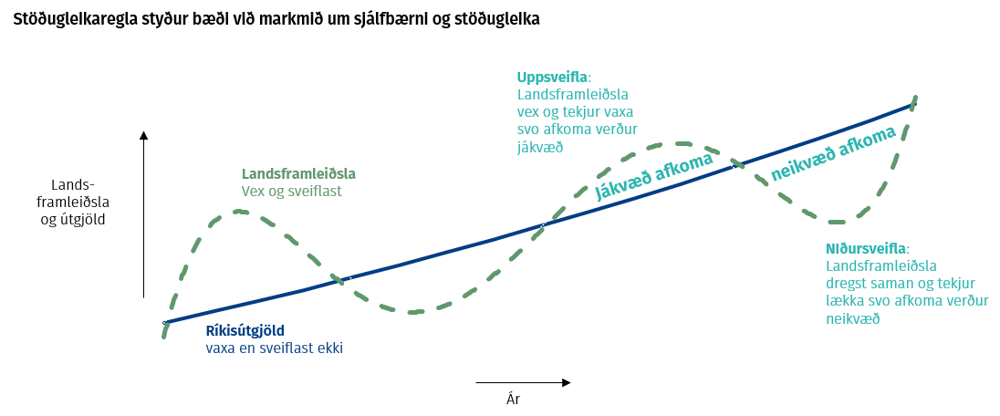 Stöðugleikaregla styður bæði við markmið um sjálfbærni og stöðugleika
Uppsveifla:
Landsframleiðsla
vex og tekjur vaxa
svo afkoma verður
jákvæð
Jákvæð afkoma
neikvæð afkoma
Landsframleiðsla
Vex og sveiflast
Lands-
framleiðsla
og útgjöld
Niðursveifla:
Landsframleiðsla
dregst saman og tekjur
lækka svo afkoma verður
neikvæð
Ríkisútgjöld
vaxa en sveiflast ekki
Ár